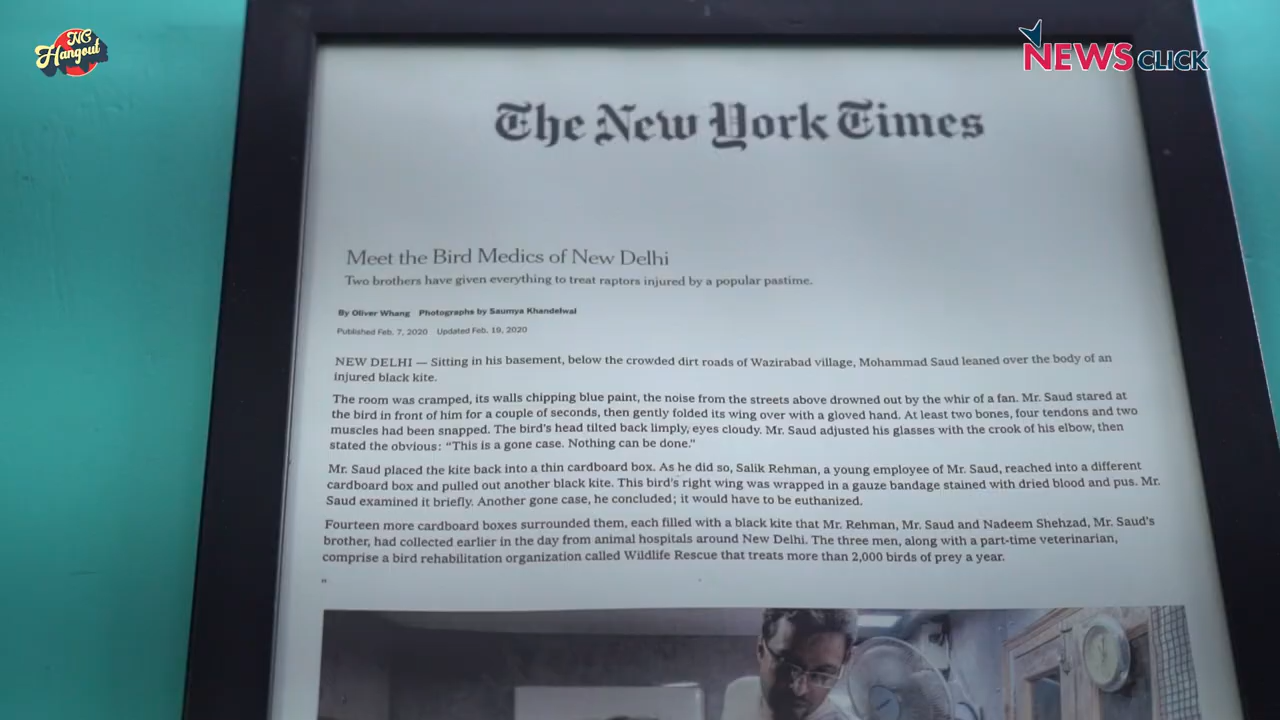 NC
Hangout
NEWSCLICK
The New York Times
Meet the Bird Medics of New Delhi
Two brothers have given everything to treat raptors injured by a popular pastime.
By Oliver Whang Photographs by Saumya Khandelwal
Published Feb. 7, 2020 Updated Feb. 19, 2020
NEW DELHI — Sitting in his basement, below the crowded dirt roads of Wazirabad village, Mohammad Saud leaned over the body of an
injured black kite.
The room was cramped, its walls chipping blue paint, the noise from the streets above drowned out by the whir of a fan. Mr. Saud stared at
the bird in front of him for a couple of seconds, then gently folded its wing over with a gloved hand. At least two bones, four tendons and two
muscles had been snapped. The bird's head tilted back limply, eyes cloudy. Mr. Saud adjusted his glasses with the crook of his elbow, then
stated the obvious: "This is a gone case. Nothing can be done."
Mr. Saud placed the kite back into a thin cardboard box. As he did so, Salik Rehman, a young employee of Mr. Saud, reached into a different
cardboard box and pulled out another black kite. This bird's right wing was wrapped in a gauze bandage stained with dried blood and pus. Mr.
Saud examined it briefly. Another gone case, he concluded; it would have to be euthanized.
Fourteen more cardboard boxes surrounded them, each filled with a black kite that Mr. Rehman, Mr. Saud and Nadeem Shehzad, Mr. Saud's
brother, had collected earlier in the day from animal hospitals around New Delhi. The three men, along with a part-time veterinarian,
comprise a bird rehabilitation organization called Wildlife Rescue that treats more than 2,000 birds of prey a year.
"